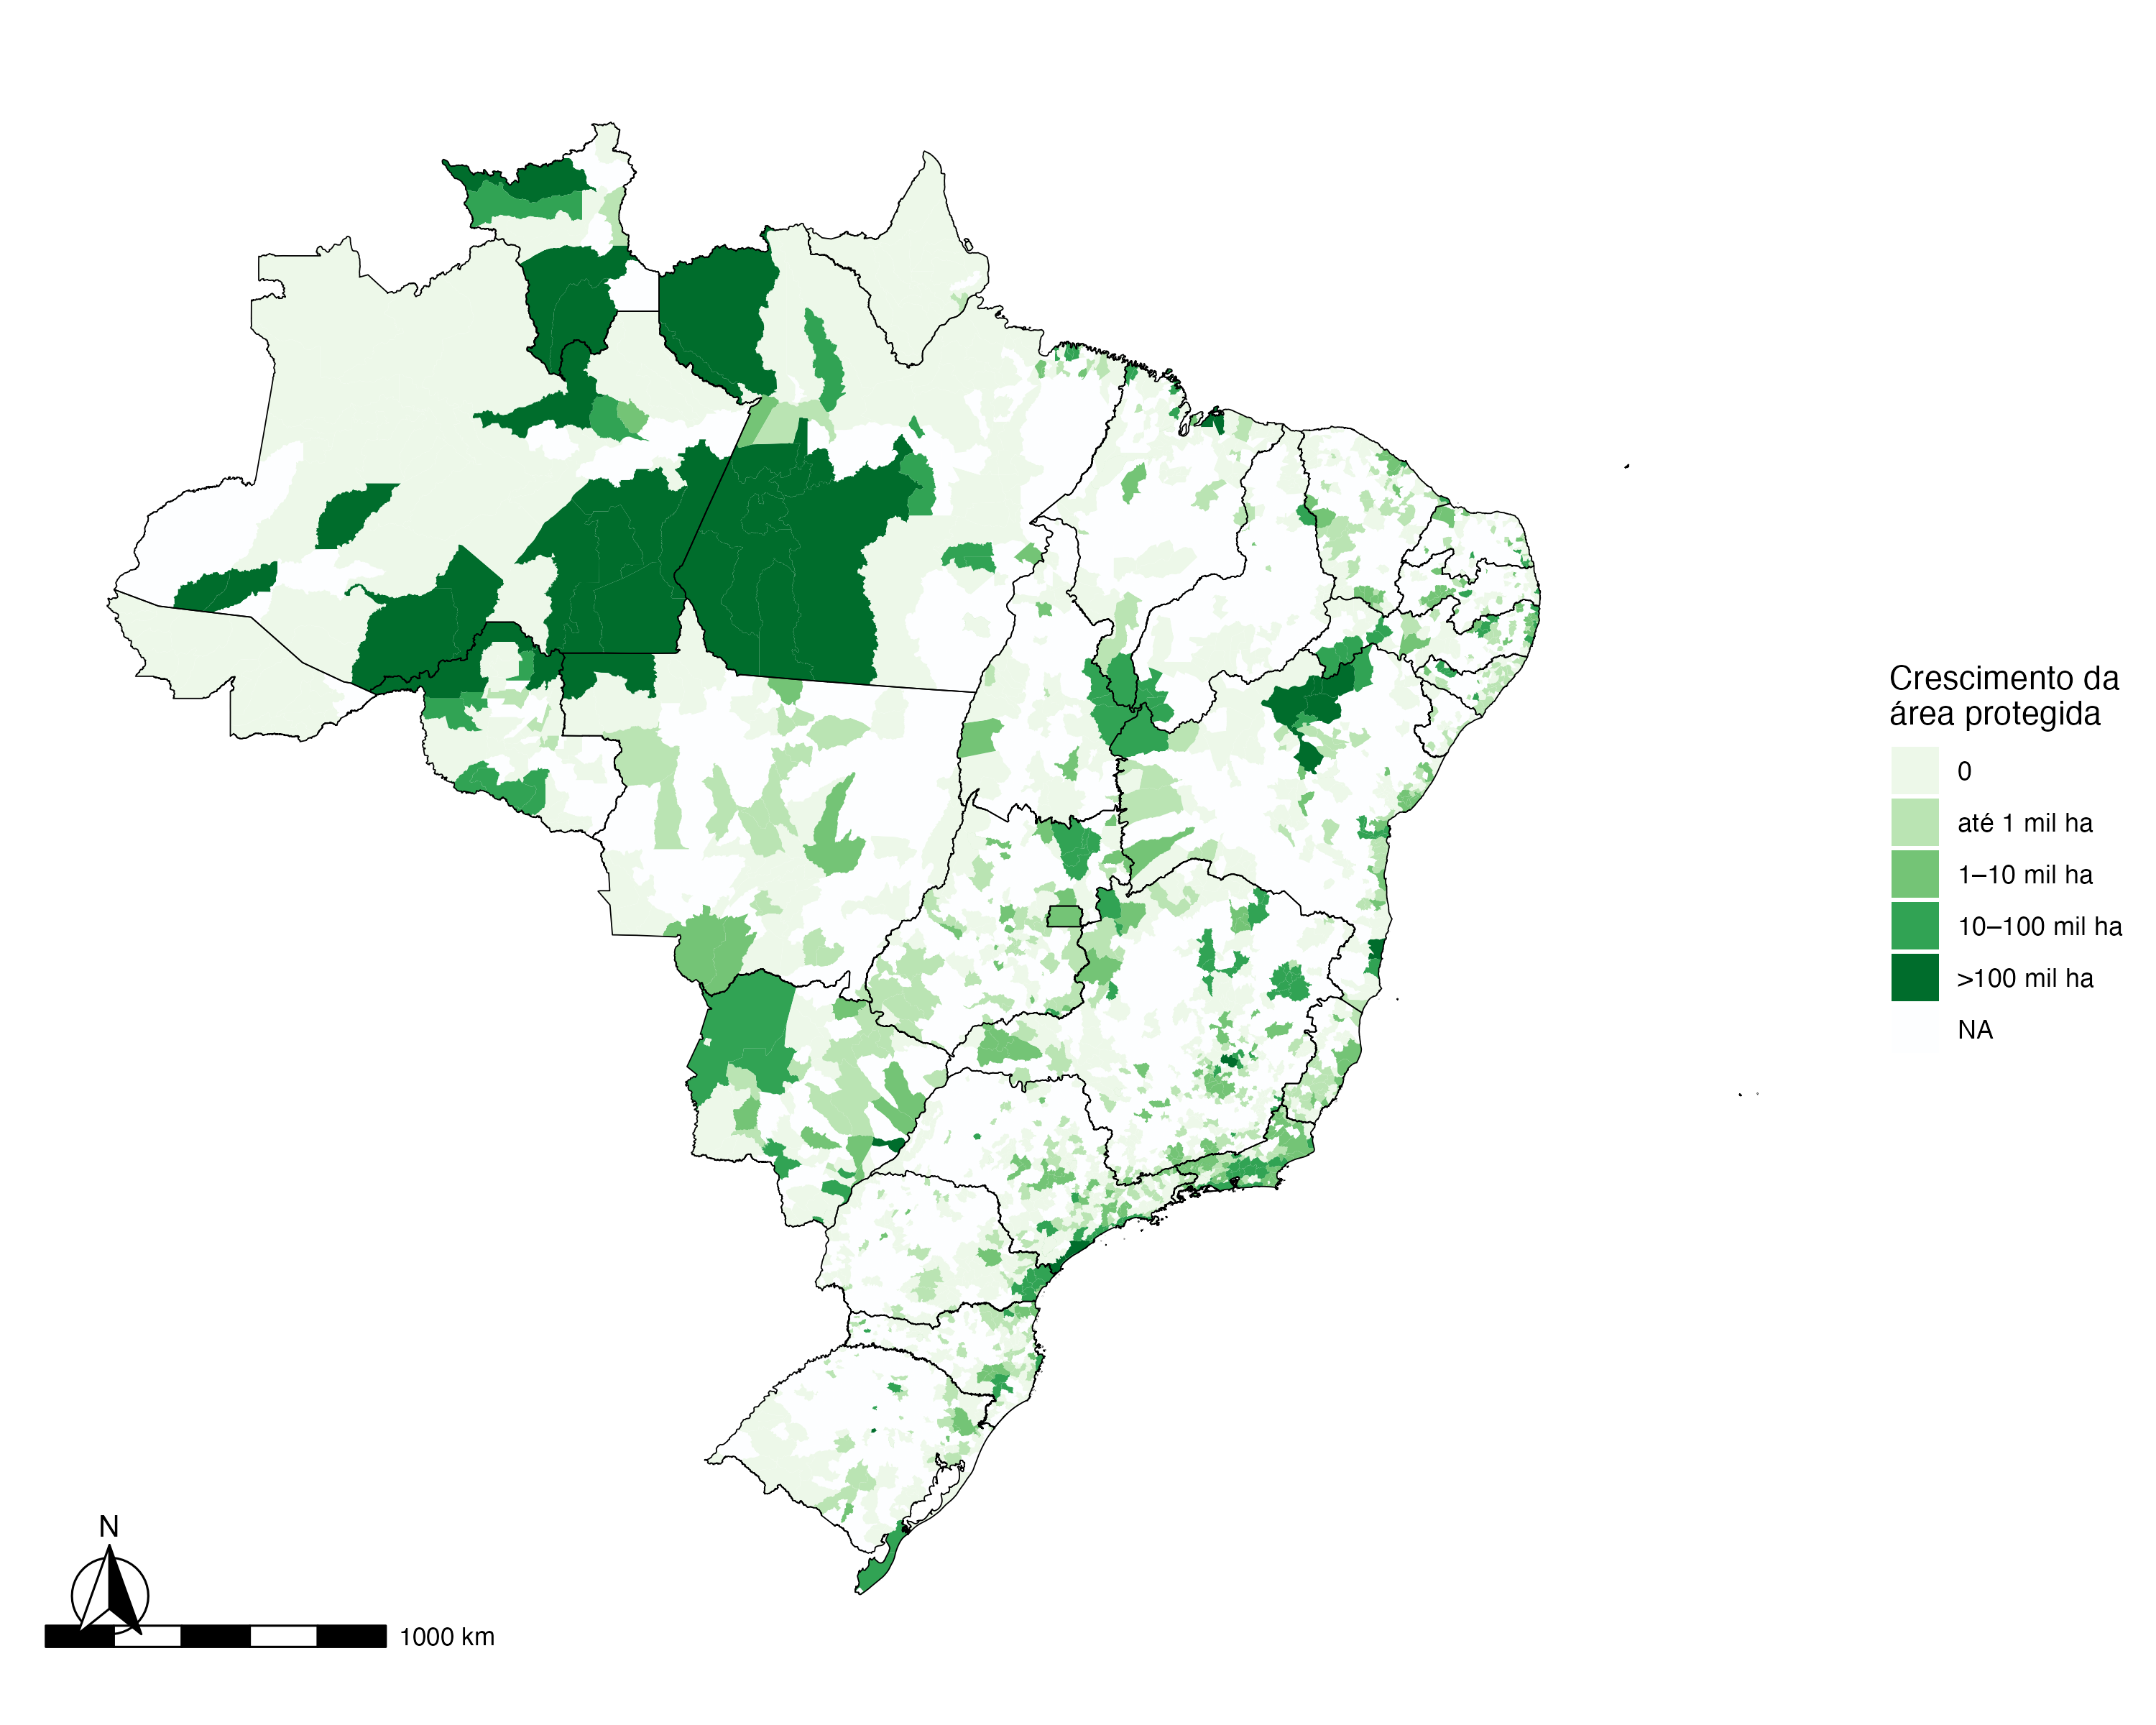 Crescimento da
área protegida
0
até 1 mil ha
1–10 mil ha
10–100 mil ha
>100 mil ha
NA
N
1000 km